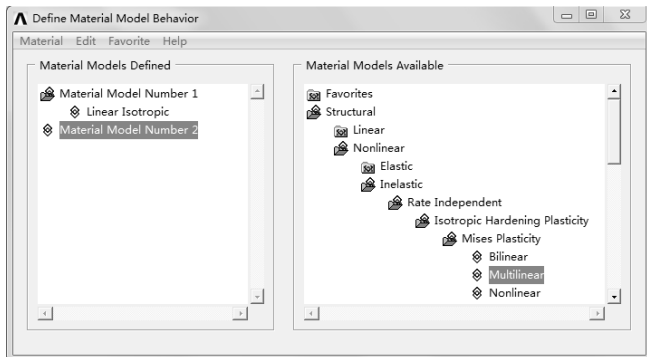 Define Material Model Behavior
Material Edit Favorite Help
Material Models Defined
Material Model Number 1
Linear Isotropic
Material Model Number 2
Material Models Available
Favorites
Structural
Linear
Nonlinear
Elastic
Inelastic
Rate Independent
Isotropic Hardening Plasticity
Mises Plasticity
Bilinear
Multilinear
Nonlinear